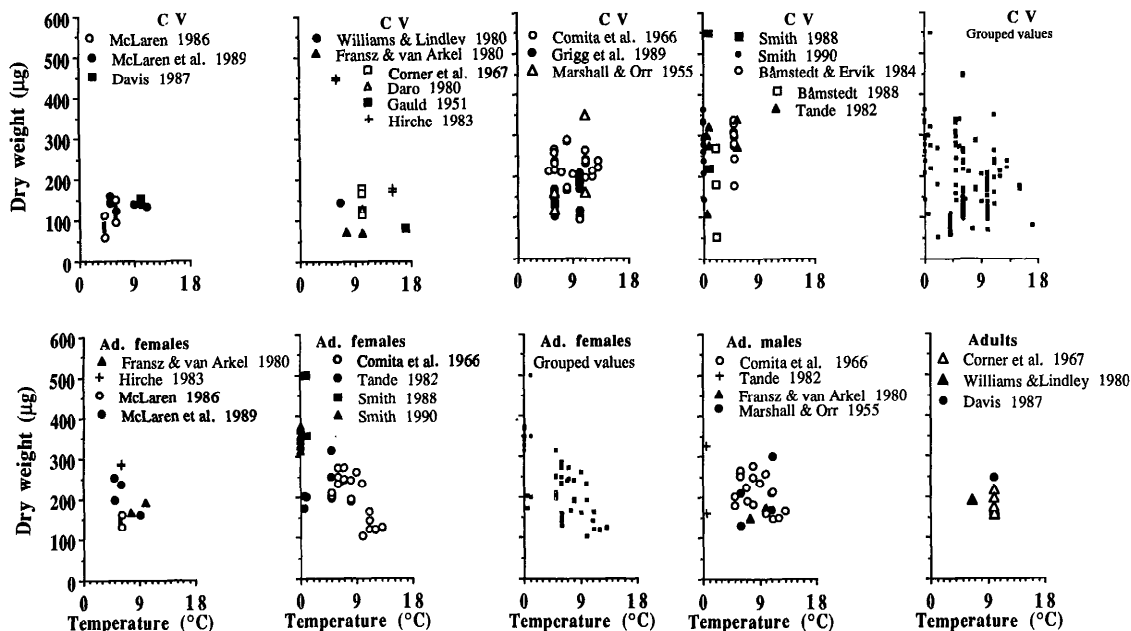 C V
McLaren 1986
McLaren et al. 1989
Davis 1987
Dry weight (µg)
600
500
400
300
200
100
0
0 9 18
C V
Williams & Lindley 1980
Fransz & van Arkel 1980
Corner et al. 1967
Daro 1980
Gauld 1951
Hirche 1983
0 9 18
C V
Comita et al. 1966
Grigg et al. 1989
Marshall & Orr 1955
0 9 18
C V
Smith 1988
Smith 1990
Båmstedt & Ervik 1984
Båmstedt 1988
Tande 1982
0 9 18
C V
Grouped values
0 9 18
Ad. females
Fransz & van Arkel 1980
Hirche 1983
McLaren 1986
McLaren et al. 1989
Dry weight (µg)
600
500
400
300
200
100
0
0 9 18
Temperature (°C)
Ad. females
Comita et al. 1966
Tande 1982
Smith 1988
Smith 1990
0 9 18
Temperature (°C)
Ad. females
Grouped values
0 9 18
Temperature (°C)
Ad. males
Comita et al. 1966
Tande 1982
Fransz & van Arkel 1980
Marshall & Orr 1955
0 9 18
Temperature (°C)
Adults
Corner et al. 1967
Williams &Lindley 1980
Davis 1987
0 9 18
Temperature (°C)